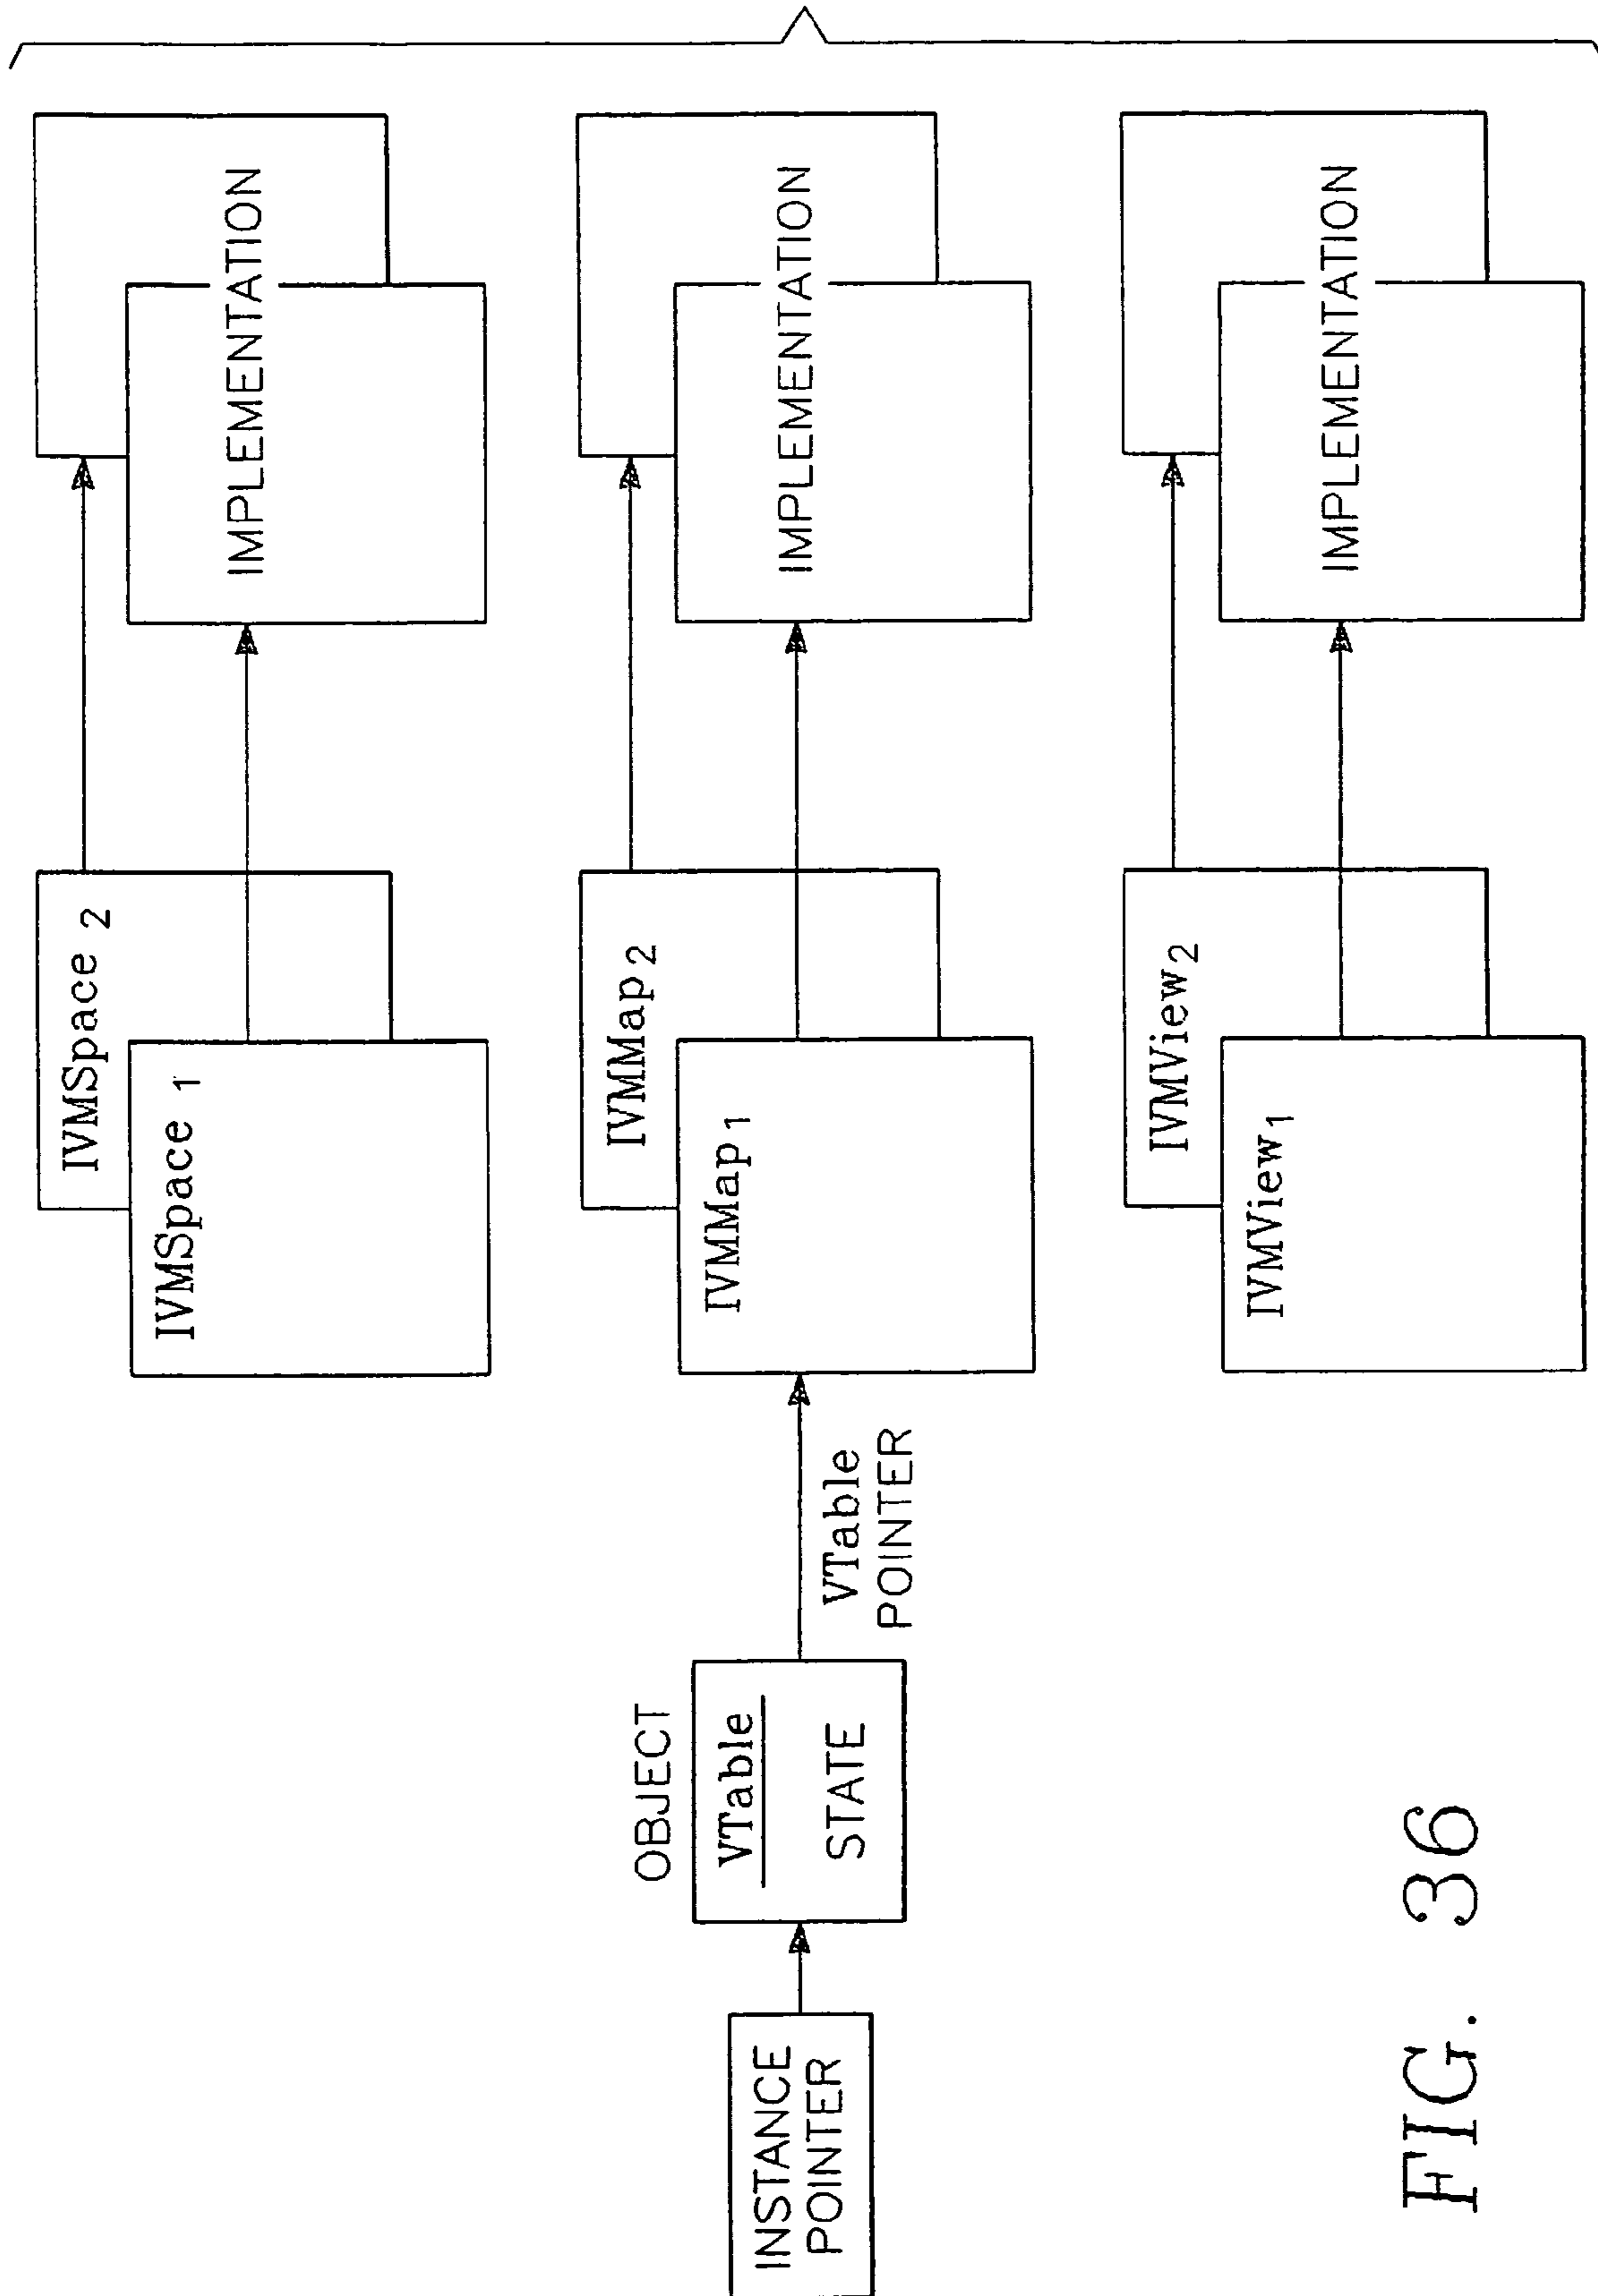 IVMSpace 2
IVMSpace 1
IMPLEMENTATION
IVMMap 2
IVMMap 1
IMPLEMENTATION
IVMView 2
IVMView 1
IMPLEMENTATION
VTable
POINTER
OBJECT
VTable
STATE
INSTANCE
POINTER
FIG. 36